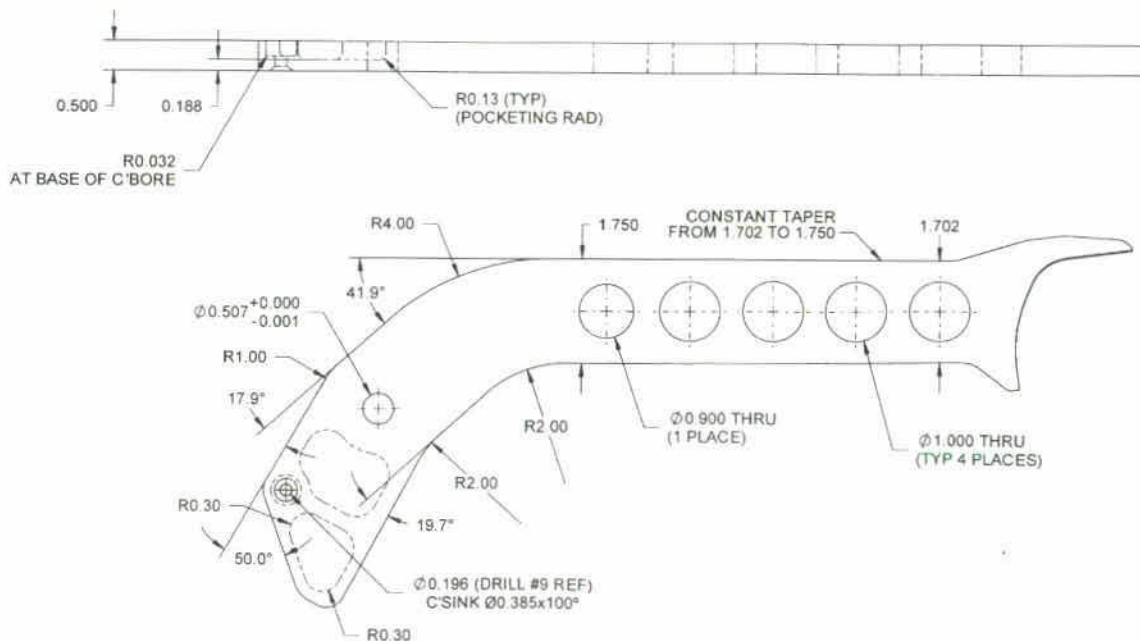 0.500
0.188
R0.13 (TYP)
(POCKETING RAD)
R0.032
AT BASE OF C'BORE
R4.00
1.750
CONSTANT TAPER
FROM 1.702 TO 1.750
1.702
41.9°
Ø0.507 +0.000
-0.001
R1.00
17.9°
R2.00
Ø0.900 THRU
(1 PLACE)
Ø1.000 THRU
(TYP 4 PLACES)
R2.00
R0.30
19.7°
50.0°
Ø0.196 (DRILL #9 REF)
C'SINK Ø0.385x100°
R0.30